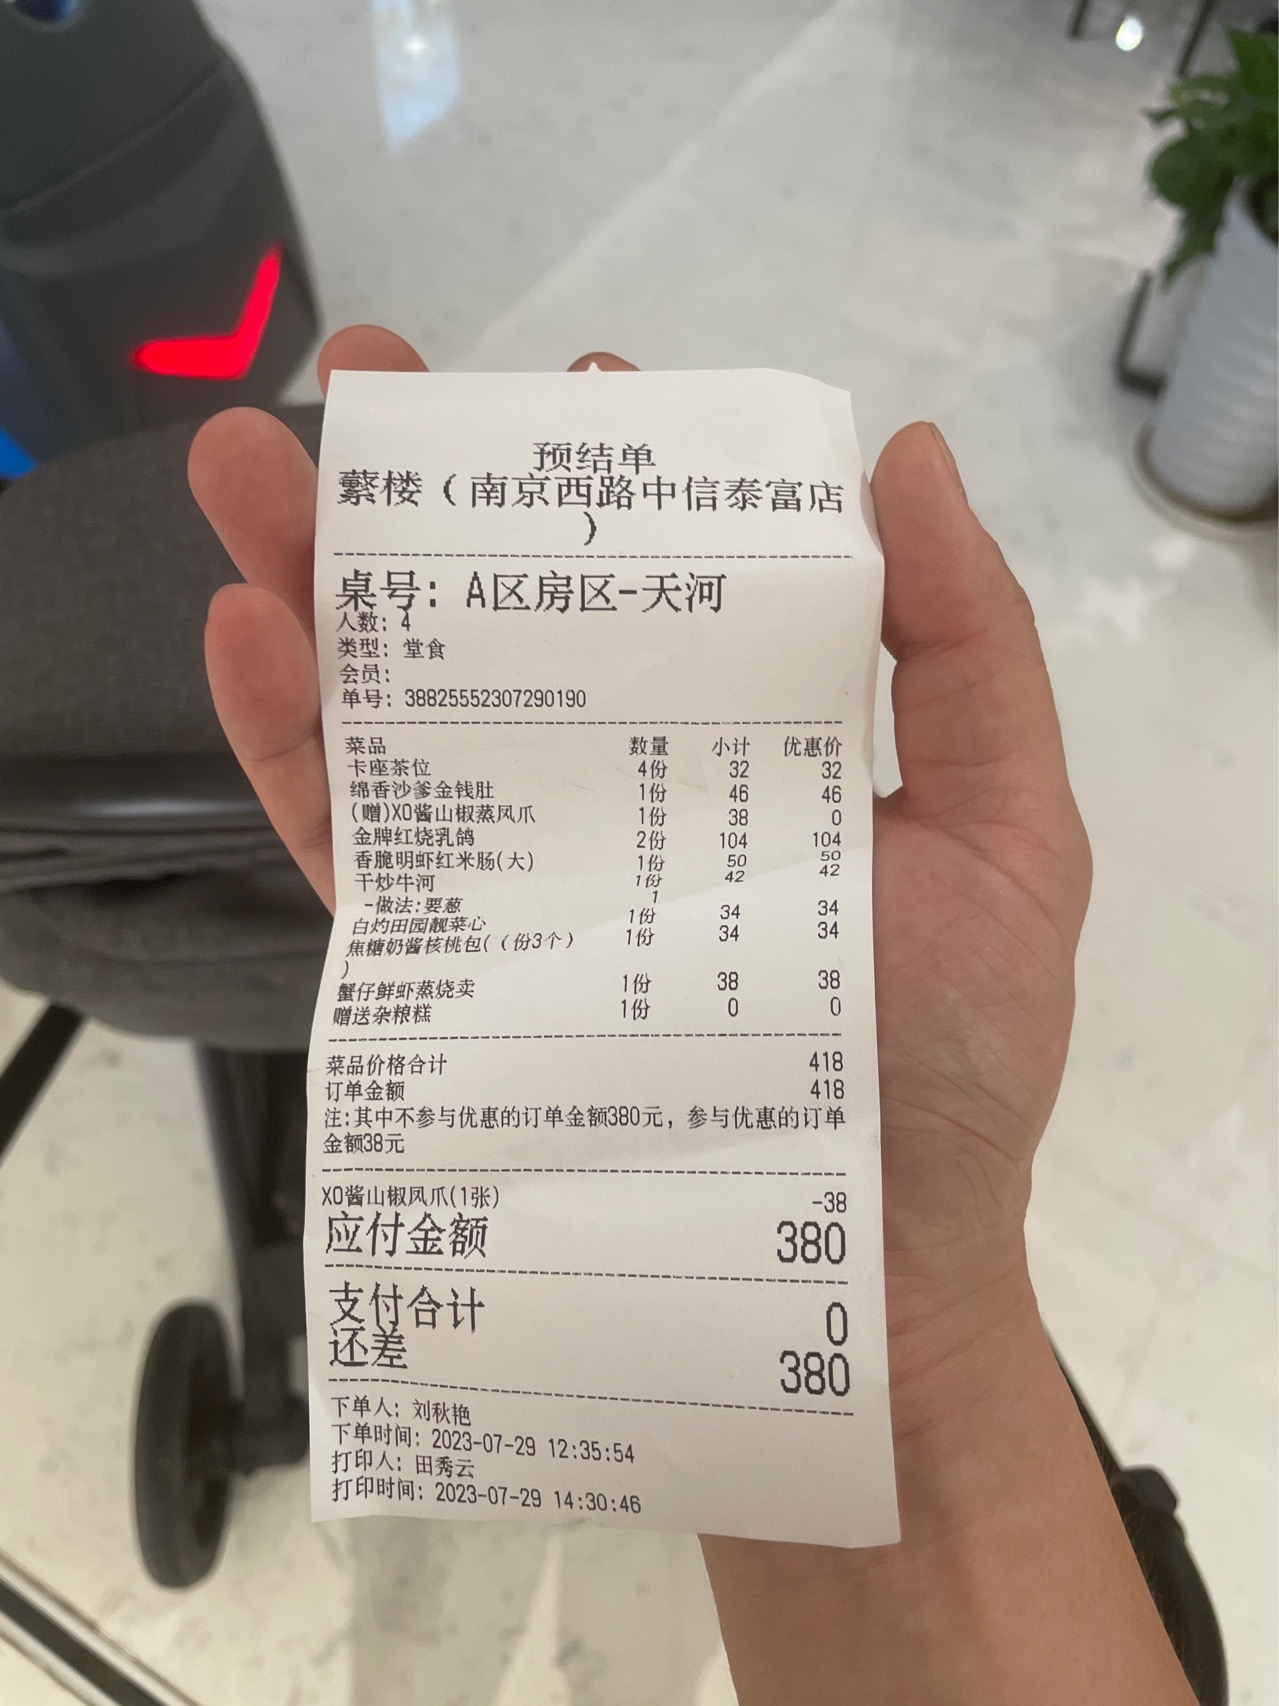 预结单
蘩楼（南京西路中信泰富店
）
桌号：A区房区-天河
人数：4
类型：堂食
会员：
单号：38825552307290190
菜品 数量 小计 优惠价
卡座茶位 4份 32 32
绵香沙爹金钱肚 1份 46 46
(赠)XO酱山椒蒸凤爪 1份 38 0
金牌红烧乳鸽 2份 104 104
香脆明虾红米肠(大) 1份 50 50
干炒牛河 1份 42 42
-做法:要葱 1
白灼田园靓菜心 1份 34 34
焦糖奶酱核桃包(（份3个） 1份 34 34
)
蟹仔鲜虾蒸烧卖 1份 38 38
赠送杂粮糕 1份 0 0
菜品价格合计 418
订单金额 418
注:其中不参与优惠的订单金额380元，参与优惠的订单
金额38元
XO酱山椒凤爪(1张) -38
应付金额 380
支付合计 0
还差 380
下单人：刘秋艳
下单时间：2023-07-29 12:35:54
打印人：田秀云
打印时间：2023-07-29 14:30:46